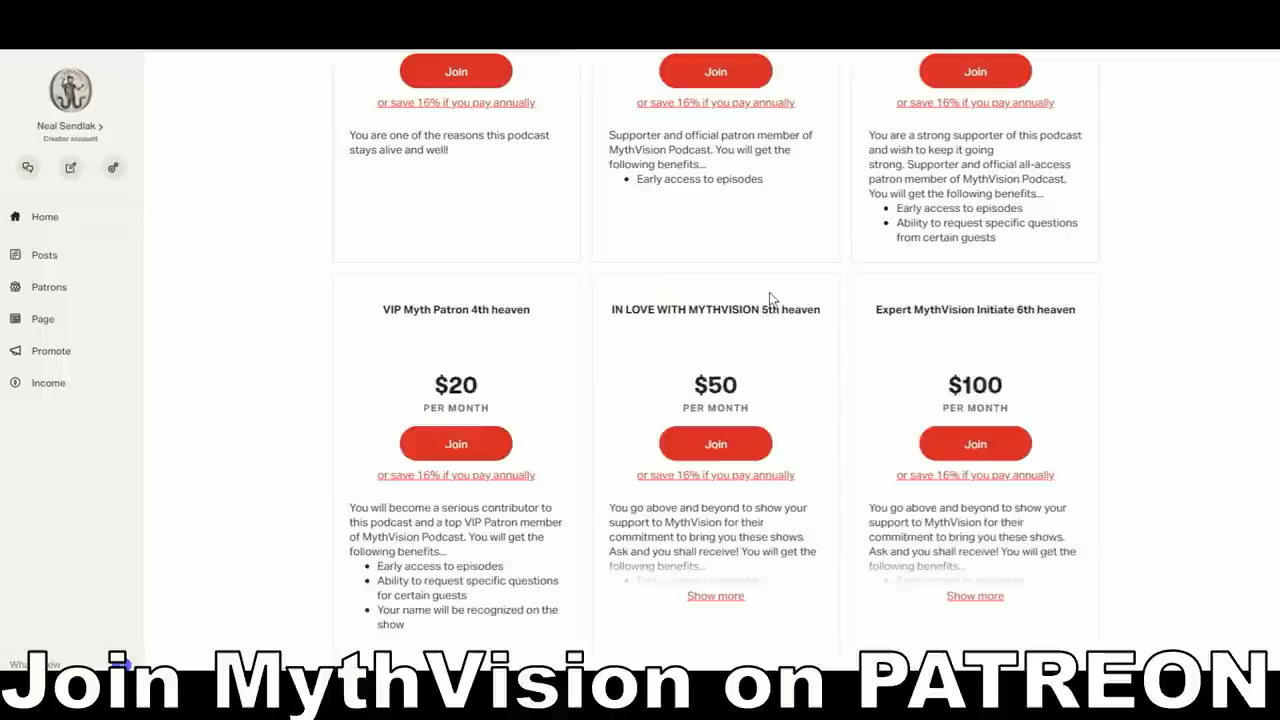 Neal Sendlak >
Creator account
Home
Posts
Patrons
Page
Promote
Income
Join
or save 16% if you pay annually
You are one of the reasons this podcast
stays alive and well!
Join
or save 16% if you pay annually
Supporter and official patron member of
MythVision Podcast. You will get the
following benefits...
• Early access to episodes
Join
or save 16% if you pay annually
You are a strong supporter of this podcast
and wish to keep it going
strong. Supporter and official all-access
patron member of MythVision Podcast.
You will get the following benefits...
• Early access to episodes
• Ability to request specific questions
from certain guests
VIP Myth Patron 4th heaven
$20
PER MONTH
Join
or save 16% if you pay annually
You will become a serious contributor to
this podcast and a top VIP Patron member
of MythVision Podcast. You will get the
following benefits...
• Early access to episodes
• Ability to request specific questions
for certain guests
• Your name will be recognized on the
show
IN LOVE WITH MYTHVISION 5th heaven
$50
PER MONTH
Join
or save 16% if you pay annually
You go above and beyond to show your
support to MythVision for their
commitment to bring you these shows.
Ask and you shall receive! You will get the
following benefits...
Show more
Expert MythVision Initiate 6th heaven
$100
PER MONTH
Join
or save 16% if you pay annually
You go above and beyond to show your
support to MythVision for their
commitment to bring you these shows.
Ask and you shall receive! You will get the
following benefits...
Show more
Join MythVision on PATREON